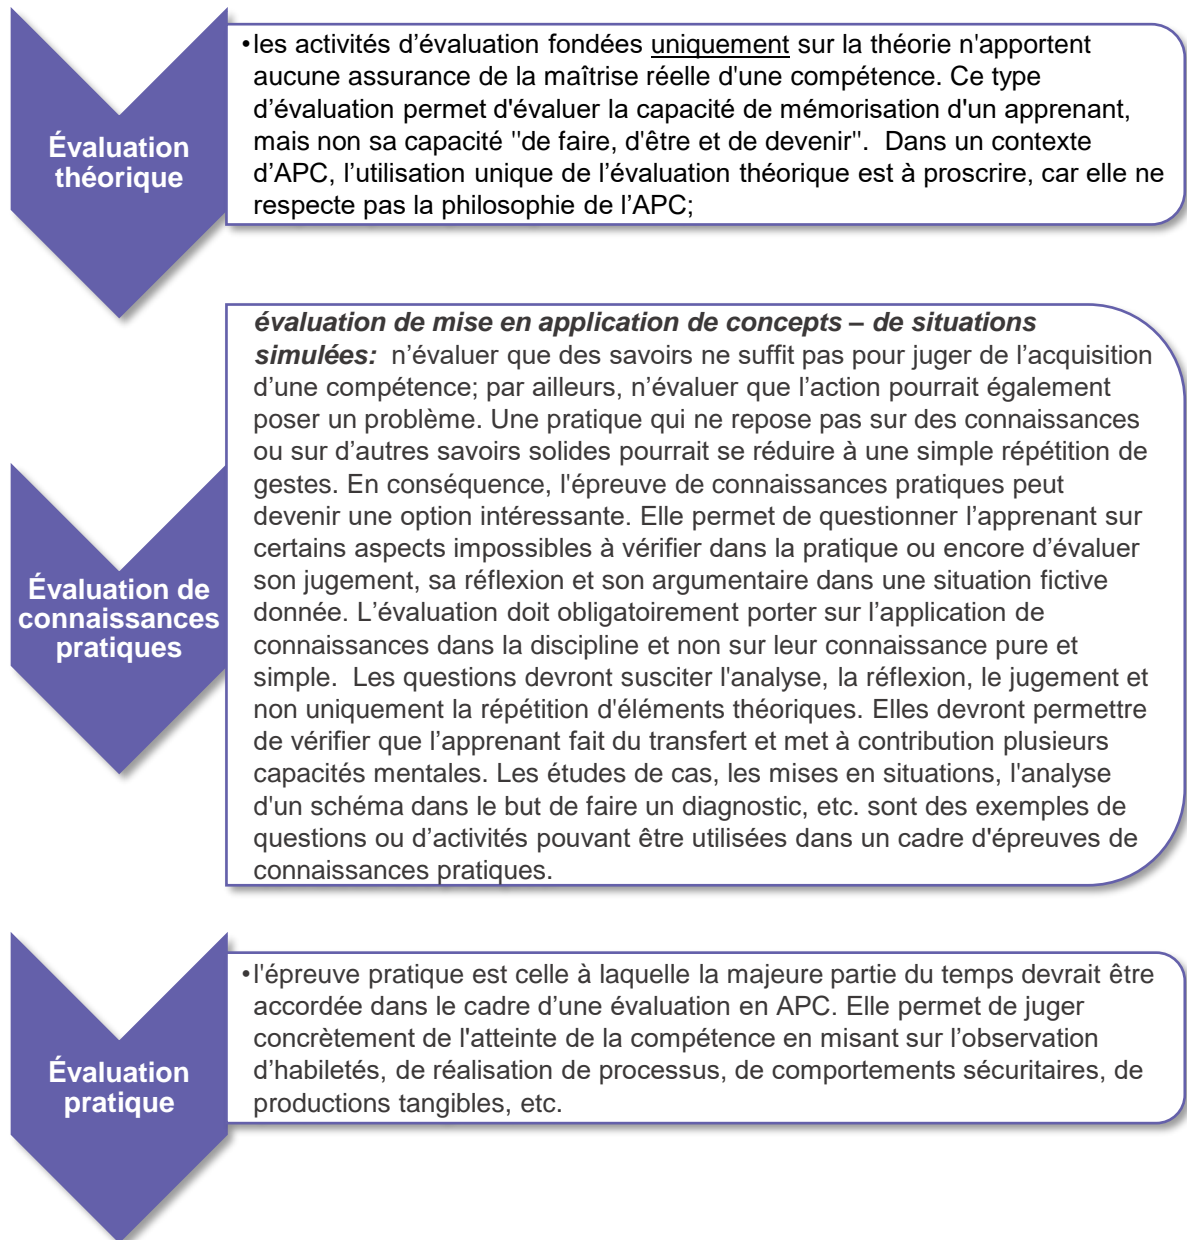 Évaluation
théorique
•les activités d’évaluation fondées uniquement sur la théorie n'apportent
aucune assurance de la maîtrise réelle d'une compétence. Ce type
d’évaluation permet d'évaluer la capacité de mémorisation d'un apprenant,
mais non sa capacité "de faire, d'être et de devenir".  Dans un contexte
d’APC, l’utilisation unique de l’évaluation théorique est à proscrire, car elle ne
respecte pas la philosophie de l’APC;
Évaluation de
connaissances
pratiques
évaluation de mise en application de concepts – de situations
simulées:  n’évaluer que des savoirs ne suffit pas pour juger de l’acquisition
d’une compétence; par ailleurs, n’évaluer que l’action pourrait également
poser un problème. Une pratique qui ne repose pas sur des connaissances
ou sur d’autres savoirs solides pourrait se réduire à une simple répétition de
gestes. En conséquence, l'épreuve de connaissances pratiques peut
devenir une option intéressante. Elle permet de questionner l’apprenant sur
certains aspects impossibles à vérifier dans la pratique ou encore d’évaluer
son jugement, sa réflexion et son argumentaire dans une situation fictive
donnée. L’évaluation doit obligatoirement porter sur l’application de
connaissances dans la discipline et non sur leur connaissance pure et
simple.  Les questions devront susciter l'analyse, la réflexion, le jugement et
non uniquement la répétition d'éléments théoriques. Elles devront permettre
de vérifier que l’apprenant fait du transfert et met à contribution plusieurs
capacités mentales. Les études de cas, les mises en situations, l'analyse
d'un schéma dans le but de faire un diagnostic, etc. sont des exemples de
questions ou d’activités pouvant être utilisées dans un cadre d'épreuves de
connaissances pratiques.
Évaluation
pratique
•l'épreuve pratique est celle à laquelle la majeure partie du temps devrait être
accordée dans le cadre d’une évaluation en APC. Elle permet de juger
concrètement de l'atteinte de la compétence en misant sur l’observation
d’habiletés, de réalisation de processus, de comportements sécuritaires, de
productions tangibles, etc.